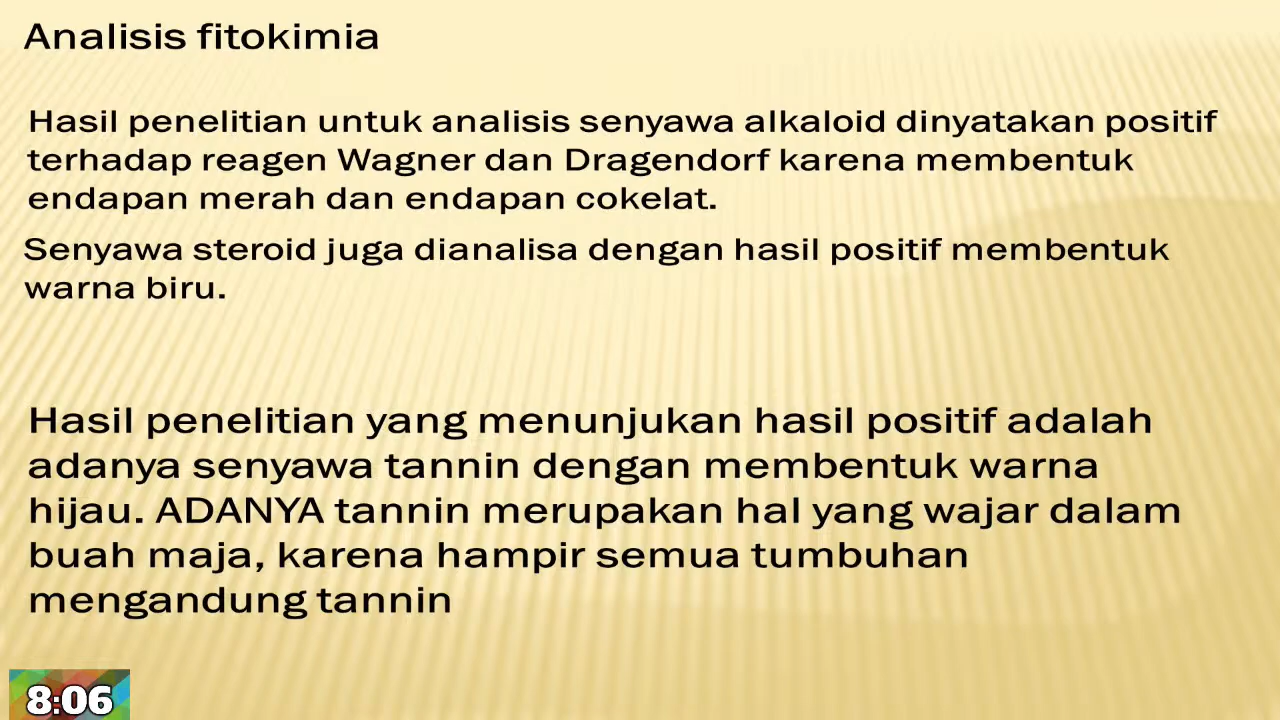 Analisis fitokimia
Hasil penelitian untuk analisis senyawa alkaloid dinyatakan positif
terhadap reagen Wagner dan Dragendorf karena membentuk
endapan merah dan endapan cokelat.
Senyawa steroid juga dianalisa dengan hasil positif membentuk
warna biru.
Hasil penelitian yang menunjukan hasil positif adalah
adanya senyawa tannin dengan membentuk warna
hijau. ADANYA tannin merupakan hal yang wajar dalam
buah maja, karena hampir semua tumbuhan
mengandung tannin
8:06